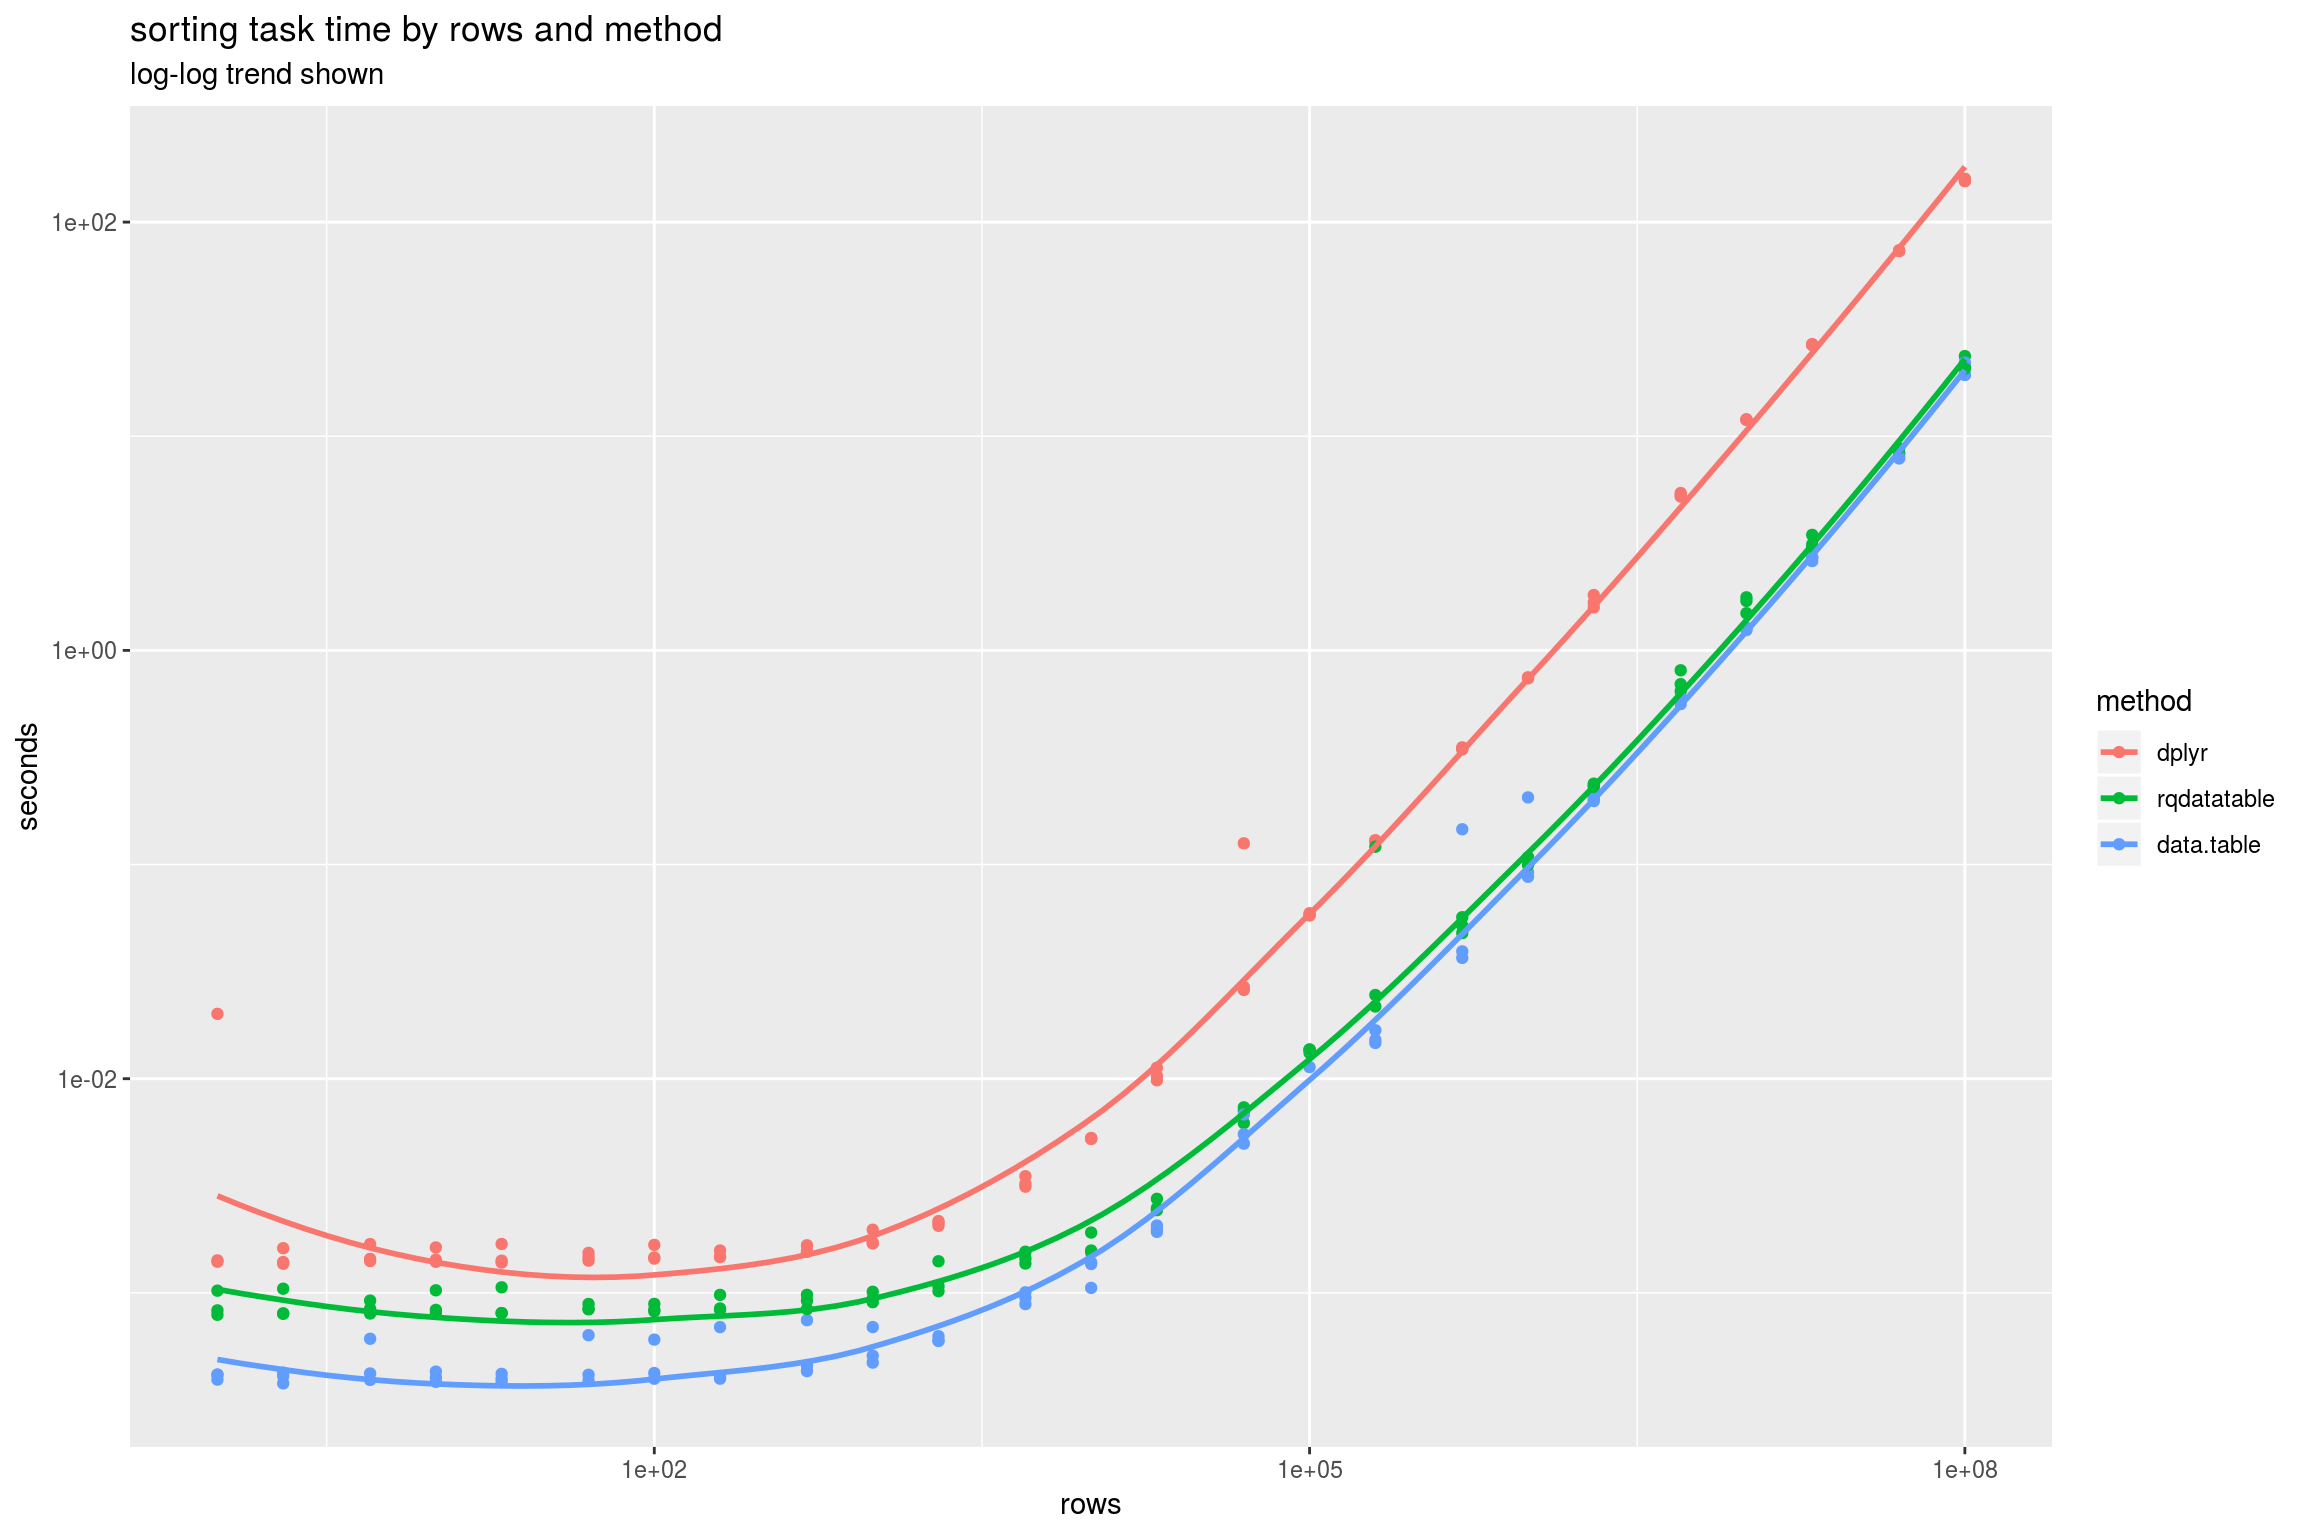 sorting task time by rows and method
log-log trend shown
1e+02
1e+00
1e-02
seconds
1e+02
1e+05
1e+08
rows
method
dplyr
rqdatatable
data.table